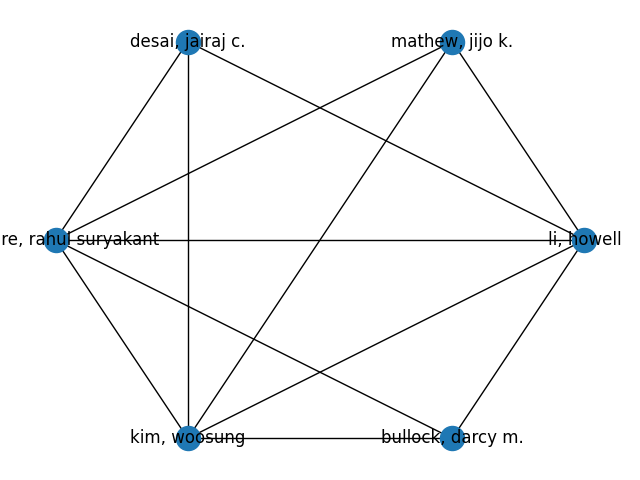 desai, jairaj c.
mathew, jijo k.
re, rahul suryakant
li, howell
kim, woosung
bullock, darcy m.